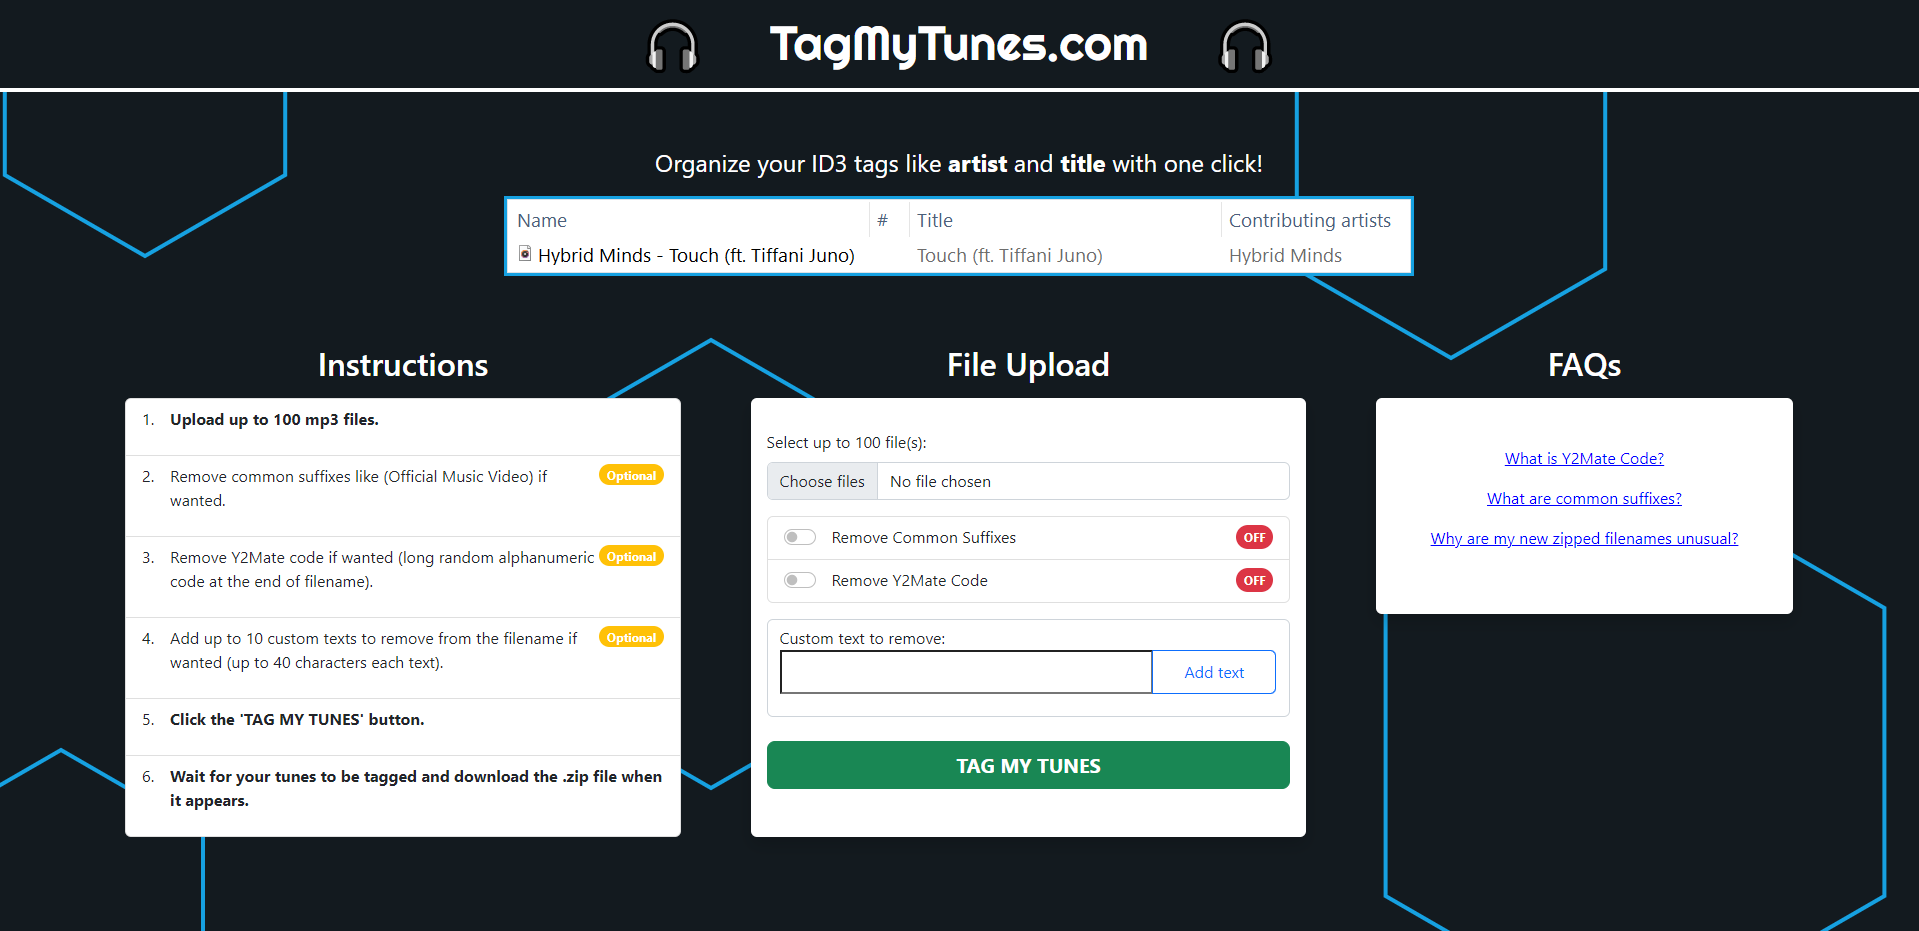 TagMyTunes.com
Organize your ID3 tags like artist and title with one click!
Name # Title Contributing artists
Hybrid Minds - Touch (ft. Tiffani Juno) Touch (ft. Tiffani Juno) Hybrid Minds
Instructions
1. Upload up to 100 mp3 files.
2. Remove common suffixes like (Official Music Video) if Optional
wanted.
3. Remove Y2Mate code if wanted (long random alphanumeric Optional
code at the end of filename).
4. Add up to 10 custom texts to remove from the filename if Optional
wanted (up to 40 characters each text).
5. Click the 'TAG MY TUNES' button.
6. Wait for your tunes to be tagged and download the .zip file when
it appears.
File Upload
Select up to 100 file(s):
Choose files No file chosen
Remove Common Suffixes OFF
Remove Y2Mate Code OFF
Custom text to remove:
Add text
TAG MY TUNES
FAQs
What is Y2Mate Code?
What are common suffixes?
Why are my new zipped filenames unusual?